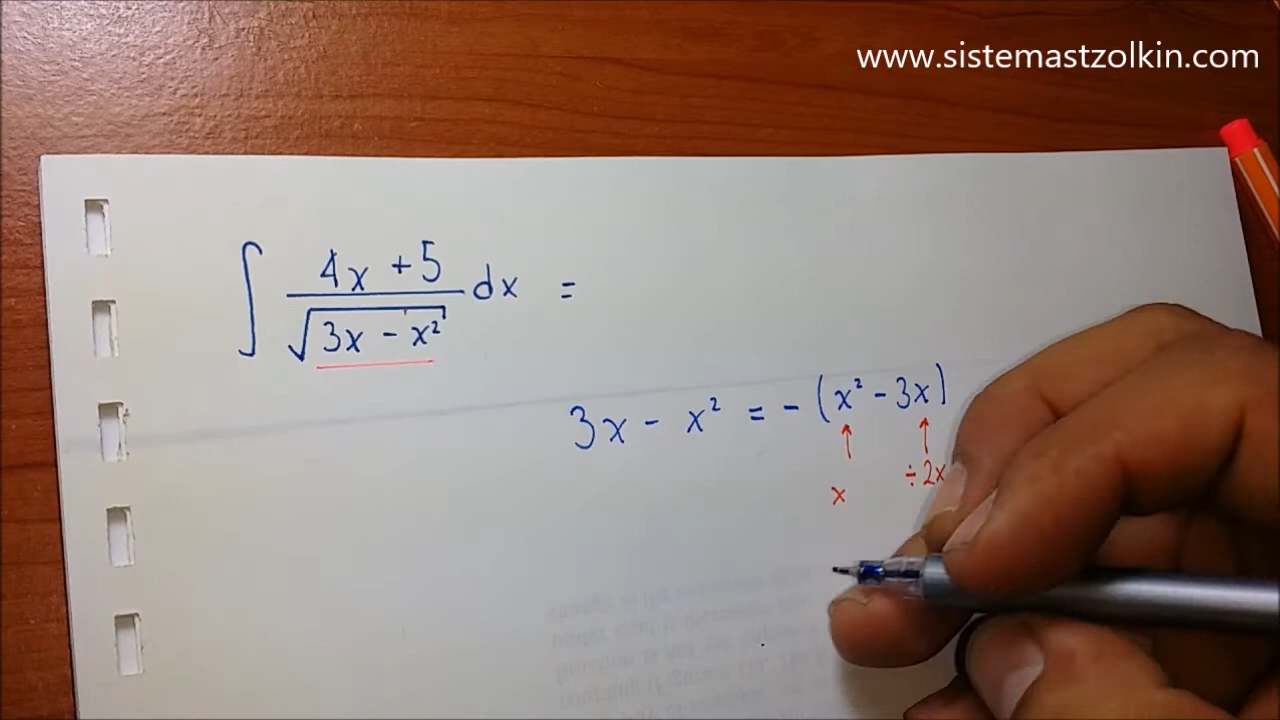 www.sistemastzolkin.com
∫ 4x + 5 / √(3x - x²) dx =
3x - x² = - (x² - 3x)
x ÷ 2x